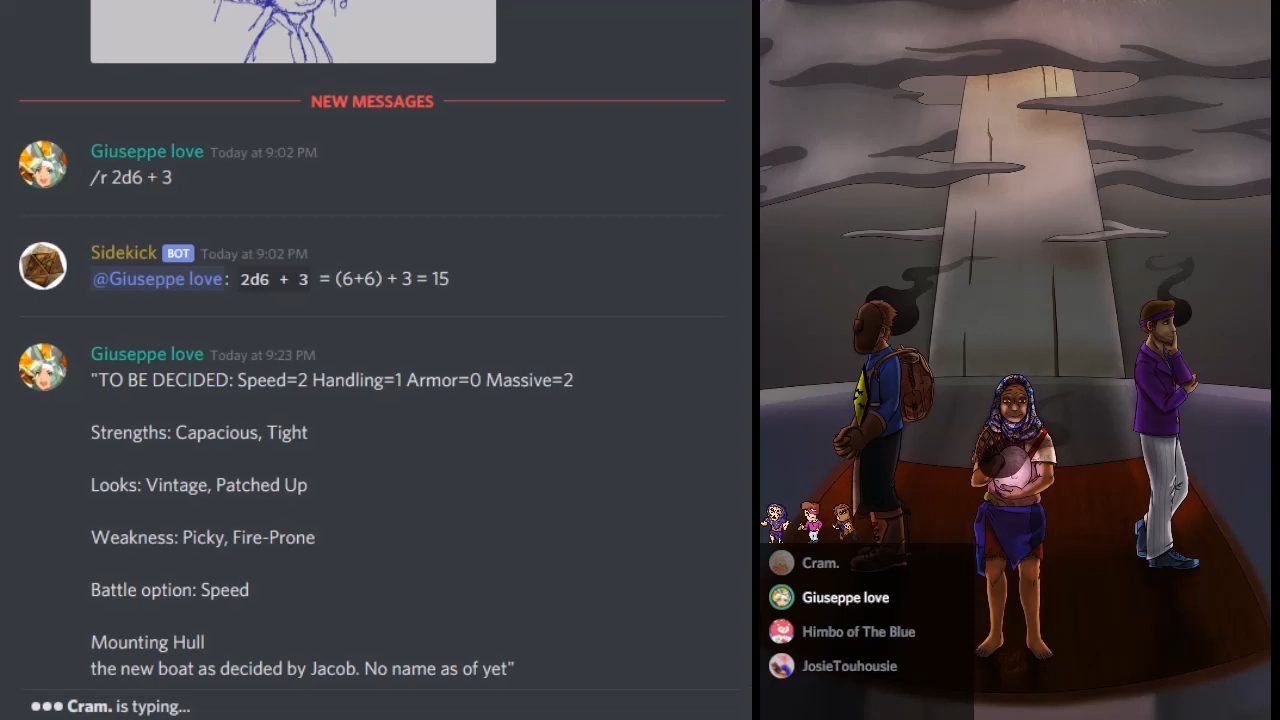 NEW MESSAGES
Giuseppe love Today at 9:02 PM
/r 2d6 + 3
Sidekick BOT Today at 9:02 PM
@Giuseppe love: 2d6 + 3 = (6+6) + 3 = 15
Giuseppe love Today at 9:23 PM
"TO BE DECIDED: Speed=2 Handling=1 Armor=0 Massive=2
Strengths: Capacious, Tight
Looks: Vintage, Patched Up
Weakness: Picky, Fire-Prone
Battle option: Speed
Mounting Hull
the new boat as decided by Jacob. No name as of yet"
Cram. is typing...
Cram.
Giuseppe love
Himbo of The Blue
JosieTouhousie